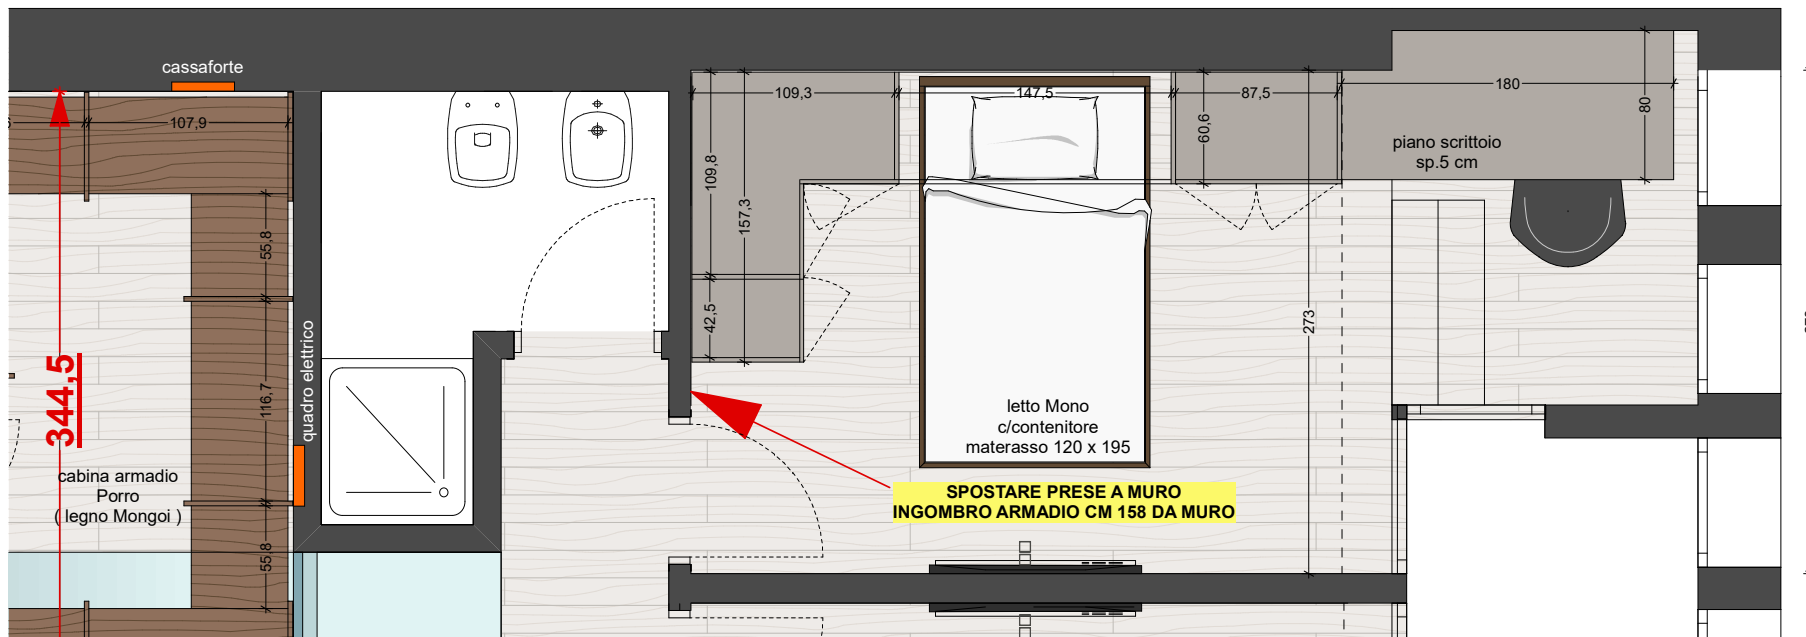 cassaforte
107,9
55,8
116,7
55,8
344,5
cabina armadio
Porro
( legno Mongoi )
quadro elettrico
109,3
147,5
87,5
180
80
60,6
109,8
157,3
42,5
273
piano scrittoio
sp.5 cm
letto Mono
c/contenitore
materasso 120 x 195
SPOSTARE PRESE A MURO
INGOMBRO ARMADIO CM 158 DA MURO